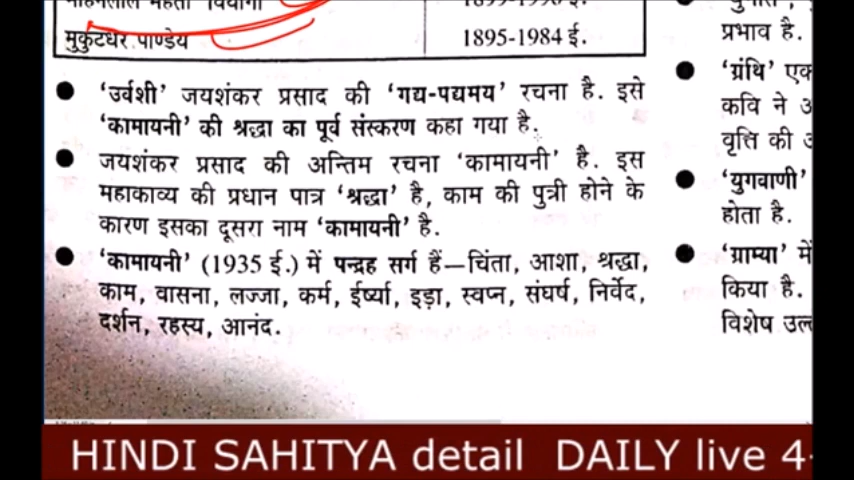 मोहनलाल महतो 'वियोगी'
मुकुटधर पाण्डेय 1895-1984 ई.
● 'उर्वशी' जयशंकर प्रसाद की 'गद्य-पद्यमय' रचना है. इसे
'कामायनी' की श्रद्धा का पूर्व संस्करण कहा गया है.
● जयशंकर प्रसाद की अन्तिम रचना 'कामायनी' है. इस
महाकाव्य की प्रधान पात्र 'श्रद्धा' है, काम की पुत्री होने के
कारण इसका दूसरा नाम 'कामायनी' है.
● 'कामायनी' (1935 ई.) में पन्द्रह सर्ग हैं—चिंता, आशा, श्रद्धा,
काम, वासना, लज्जा, कर्म, ईर्ष्या, इड़ा, स्वप्न, संघर्ष, निर्वेद,
दर्शन, रहस्य, आनंद.
प्रभाव है.
● 'ग्रंथि' एक
कवि ने
वृत्ति की
● 'युगवाणी'
होता है.
● 'ग्राम्या' में
किया है.
विशेष
HINDI SAHITYA detail DAILY live 4-